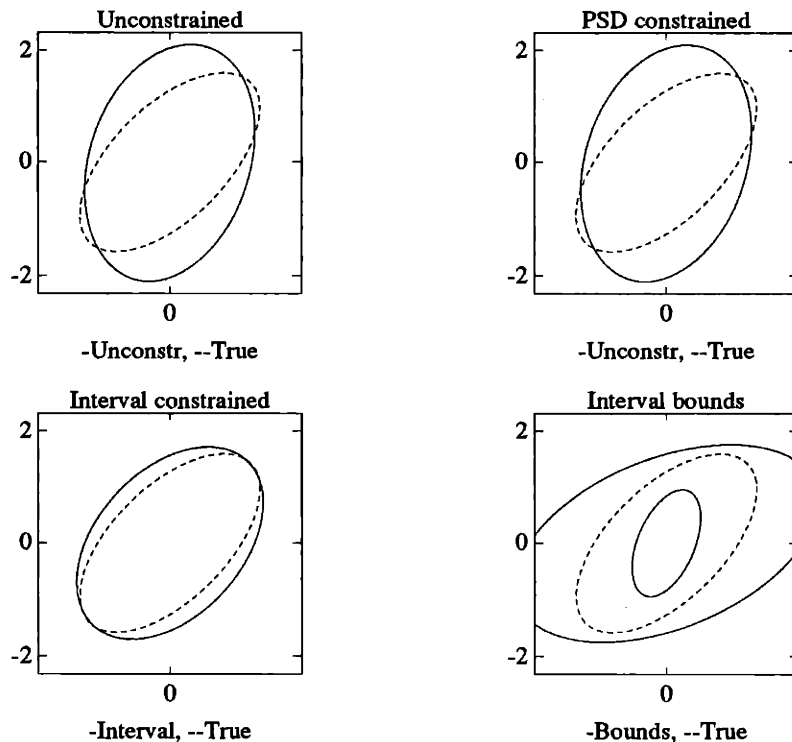 Unconstrained
2
0
-2
0
-Unconstr, --True
PSD constrained
2
0
-2
0
-Unconstr, --True
Interval constrained
2
0
-2
0
-Interval, --True
Interval bounds
2
0
-2
0
-Bounds, --True